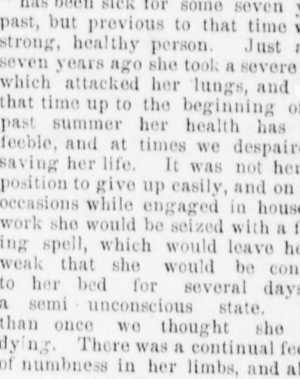 has been sick for some seven
past, but previous to that time
strong, healthy person. Just
seven years ago she took a severe
which attacked her lungs, and
that time up to the beginning
past summer her health has
feeble, and at times we
saving her life. It was not her
position to give up easily, and on
occasions while engaged in
work she would be seized with a
ing spell, which would leave
weak that she would be
to her bed for several days
a semi-unconscious state.
than once we thought she
dying. There was a continual
of numbness in her limbs, and